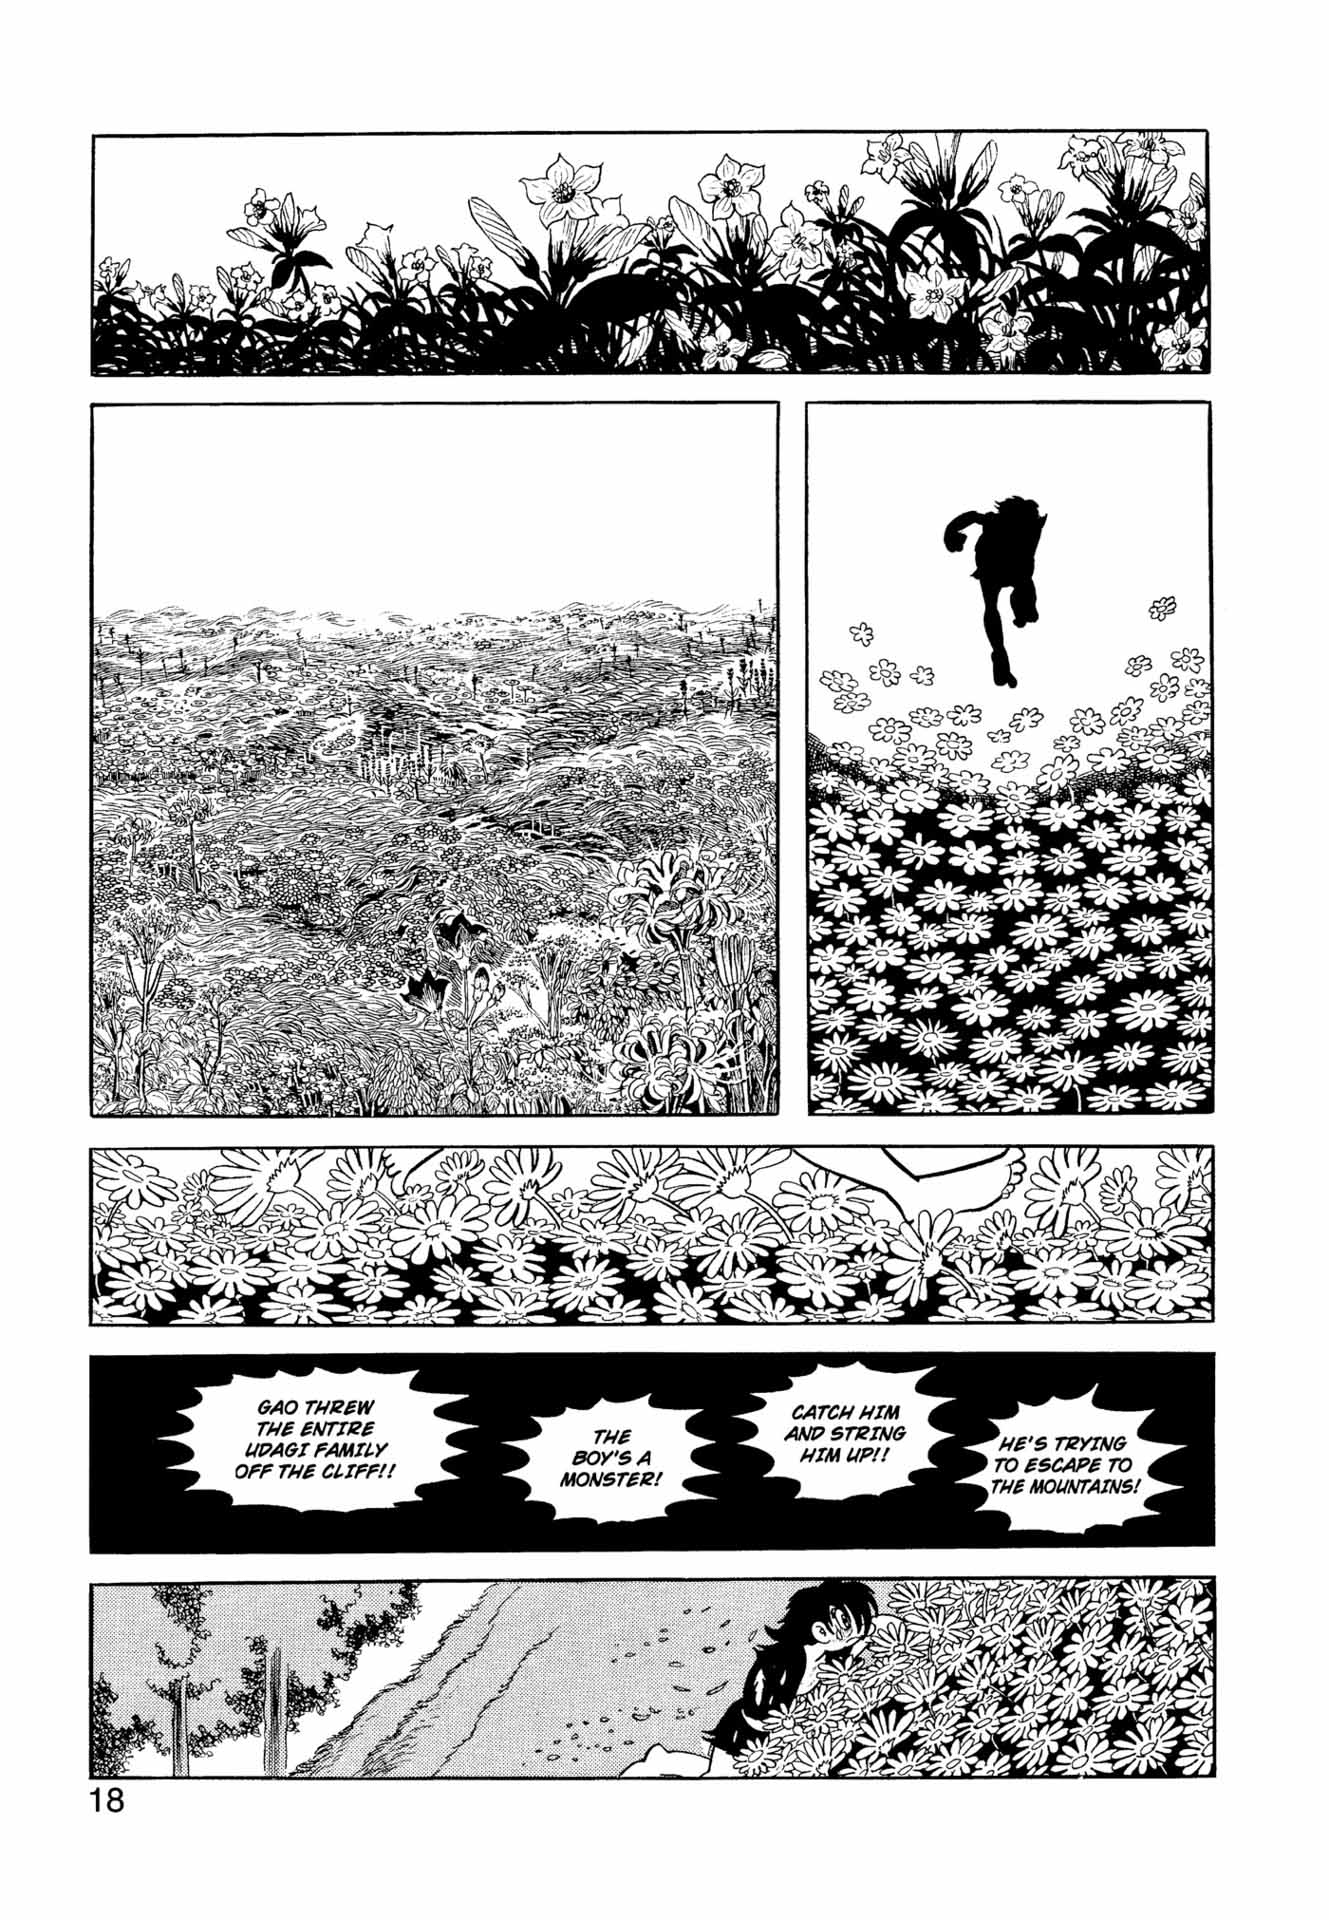 GAO THREW
THE ENTIRE
UDAGI FAMILY
OFF THE CLIFF!!
THE
BOY'S A
MONSTER!
CATCH HIM
AND STRING
HIM UP!!
HE'S TRYING
TO ESCAPE TO
THE MOUNTAINS!
18